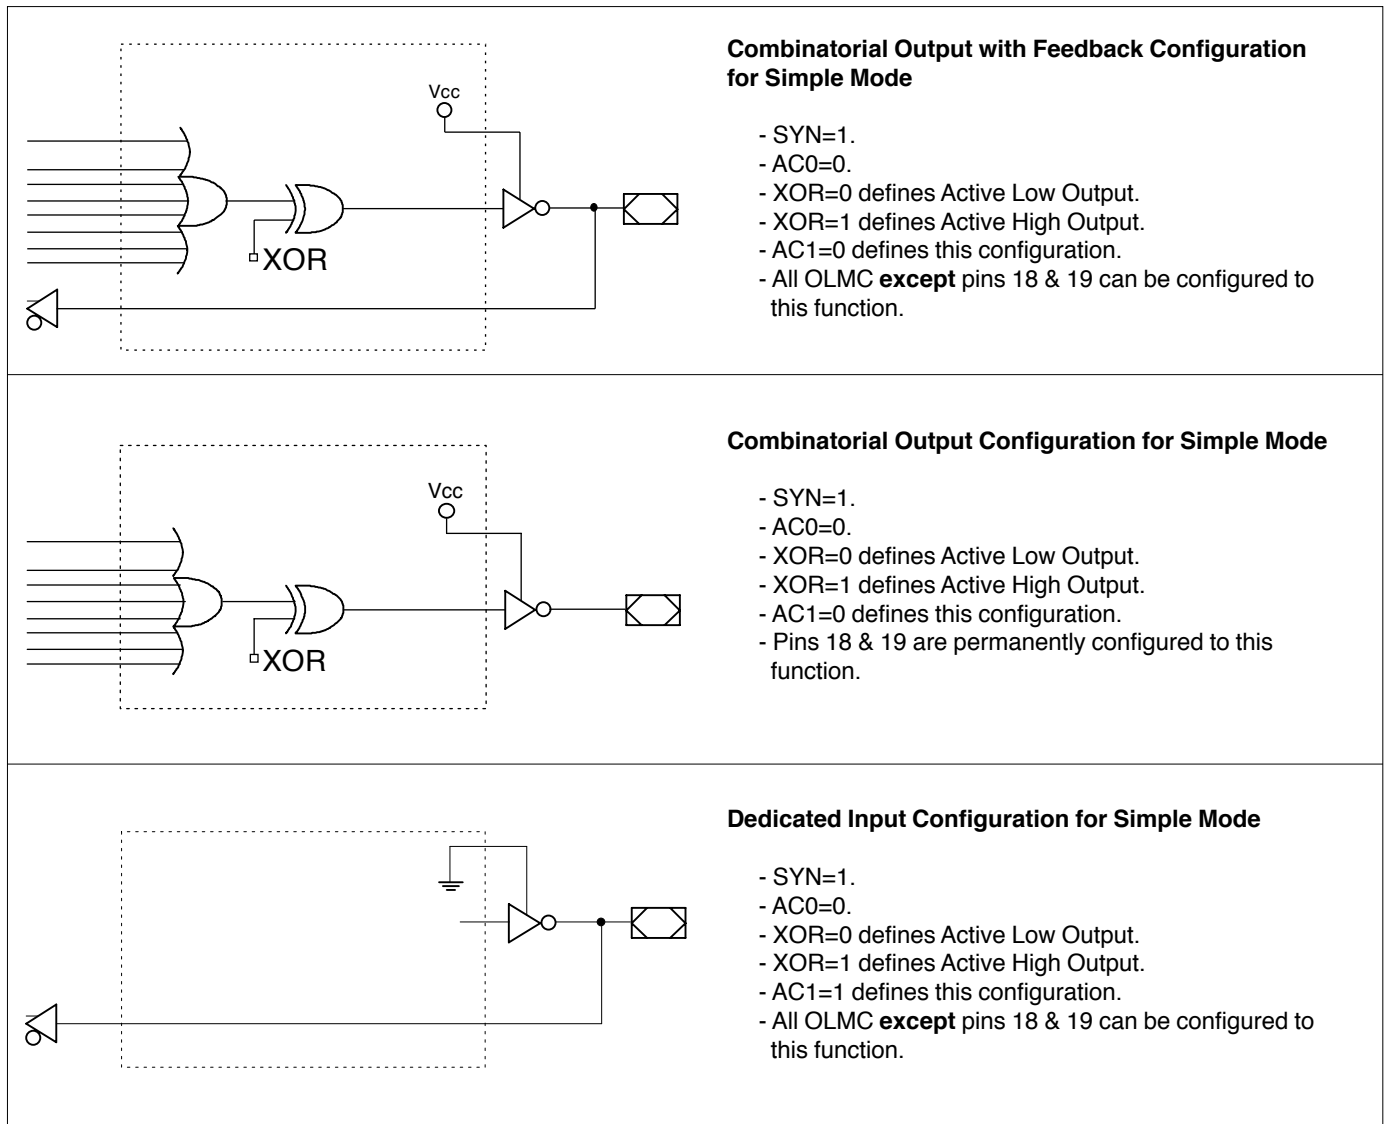 Combinatorial Output with Feedback Configuration
for Simple Mode
Vcc
- SYN=1.
- AC0=0.
- XOR=0 defines Active Low Output.
- XOR=1 defines Active High Output.
- AC1=0 defines this configuration.
- All OLMC except pins 18 & 19 can be configured to
this function.
XOR
Combinatorial Output Configuration for Simple Mode
Vcc
- SYN=1.
- AC0=0.
- XOR=0 defines Active Low Output.
- XOR=1 defines Active High Output.
- AC1=0 defines this configuration.
- Pins 18 & 19 are permanently configured to this
function.
XOR
Dedicated Input Configuration for Simple Mode
- SYN=1.
- AC0=0.
- XOR=0 defines Active Low Output.
- XOR=1 defines Active High Output.
- AC1=1 defines this configuration.
- All OLMC except pins 18 & 19 can be configured to
this function.